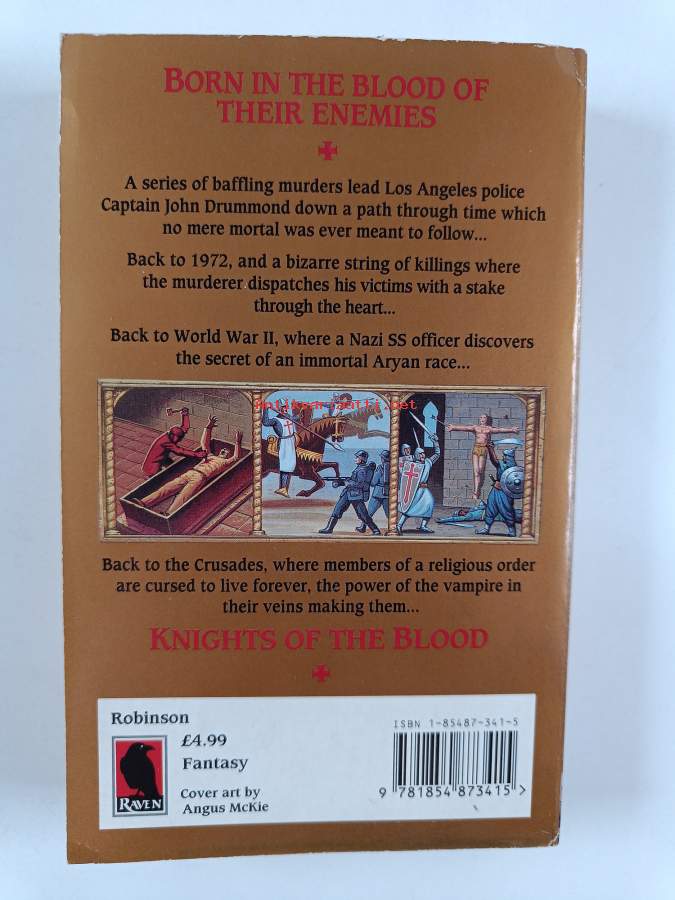 BORN IN THE BLOOD OF
THEIR ENEMIES
A series of baffling murders lead Los Angeles police
Captain John Drummond down a path through time which
no mere mortal was ever meant to follow...
Back to 1972, and a bizarre string of killings where
the murderer dispatches his victims with a stake
through the heart...
Back to World War II, where a Nazi SS officer discovers
the secret of an immortal Aryan race...
Antikvariaatti.net
Back to the Crusades, where members of a religious order
are cursed to live forever, the power of the vampire in
their veins making them...
KNIGHTS OF THE BLOOD
Robinson
£4.99
Fantasy
Cover art by
Angus McKie
RAVEN
ISBN 1-85487-341-5
9 781854 873415 >